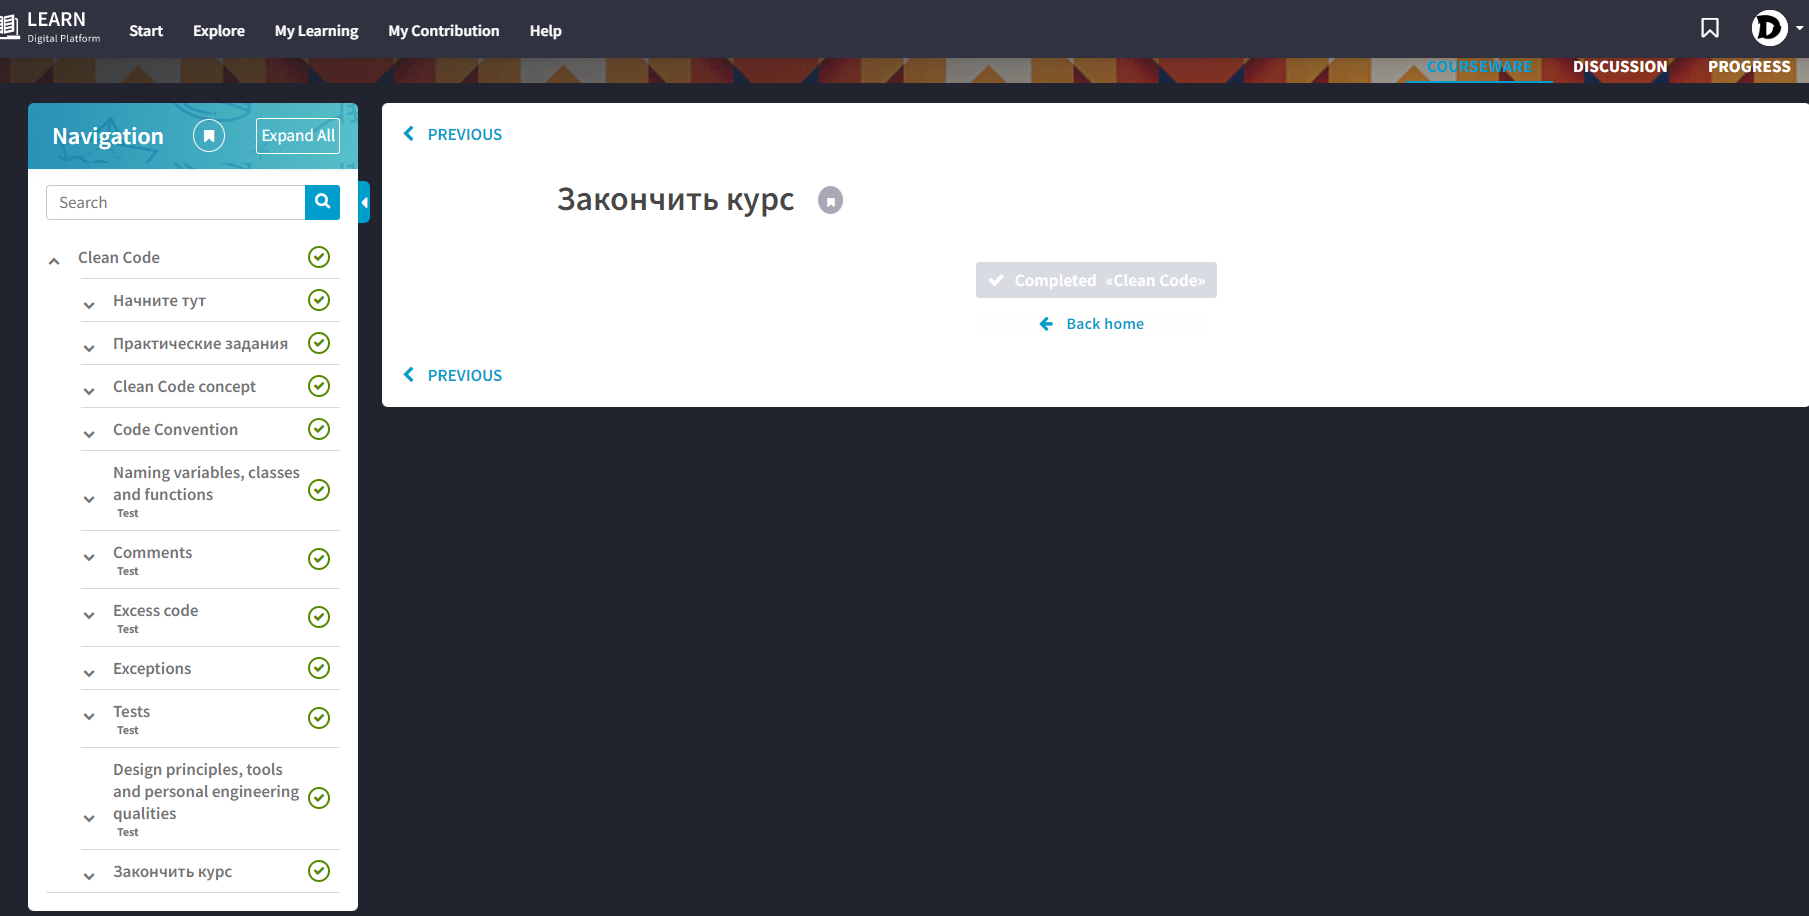 LEARN
Digital Platform
Start
Explore
My Learning
My Contribution
Help
D
COURSEWARE
DISCUSSION
PROGRESS
Navigation
Expand All
Search
Clean Code
Начните тут
Практические задания
Clean Code concept
Code Convention
Naming variables, classes
and functions
Test
Comments
Test
Excess code
Test
Exceptions
Tests
Test
Design principles, tools
and personal engineering
qualities
Test
Закончить курс
PREVIOUS
Закончить курс
Completed «Clean Code»
Back home
PREVIOUS